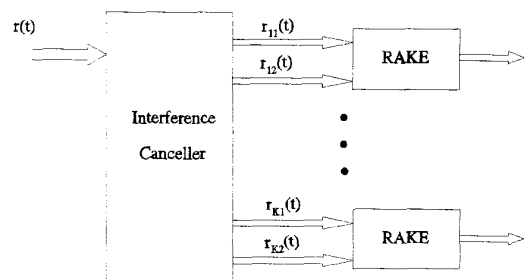 r(t)
r11(t)
r12(t)
RAKE
Interference
Canceller
rK1(t)
rK2(t)
RAKE